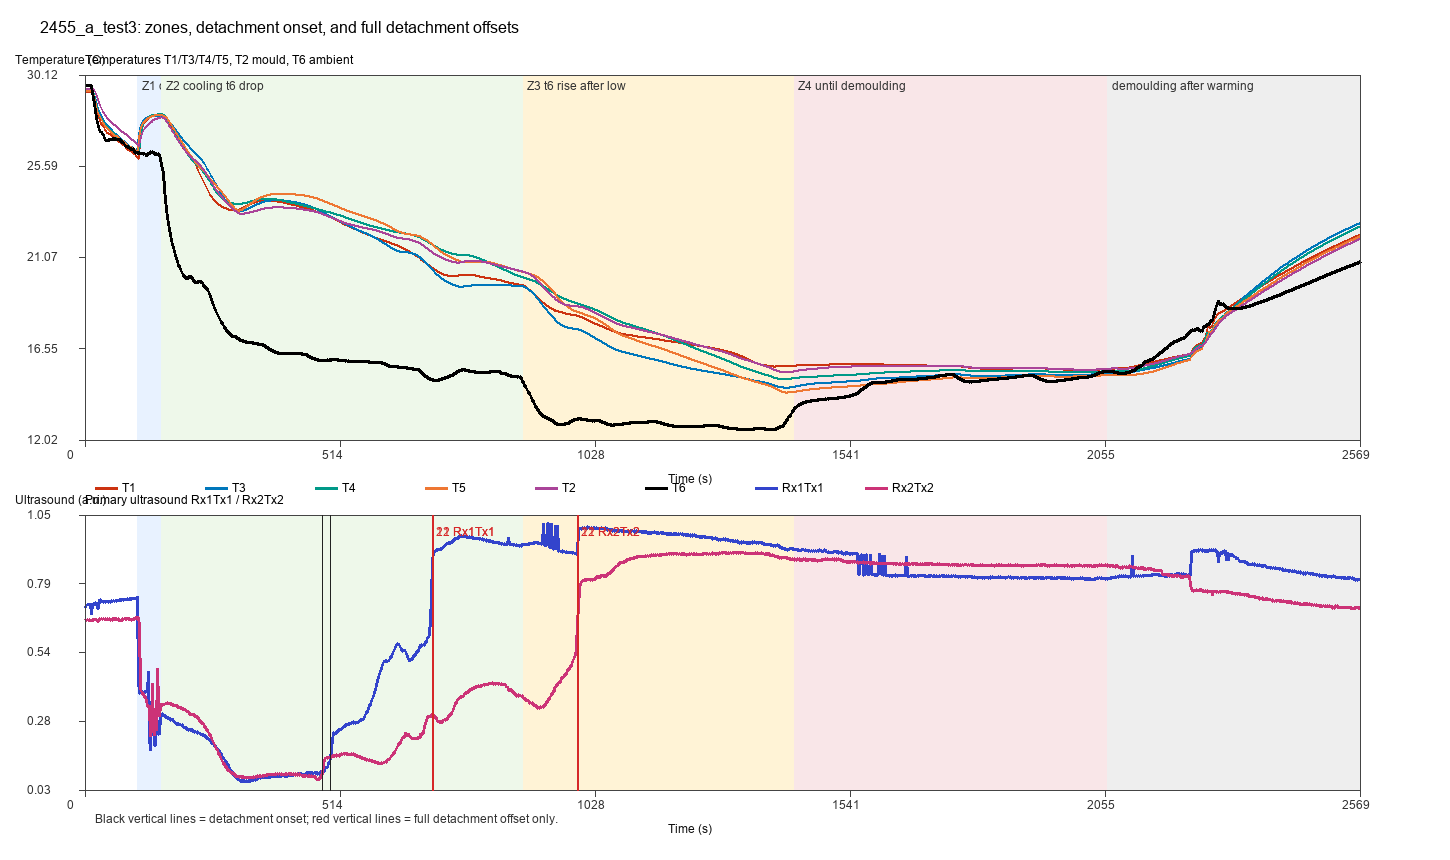 2455_a_test3: zones, detachment onset, and full detachment offsets
Temperature (C)
Temperatures T1/T3/T4/T5, T2 mould, T6 ambient
30.12
25.59
21.07
16.55
12.02
Z1
Z2 cooling t6 drop
Z3 t6 rise after low
Z4 until demoulding
demoulding after warming
0
514
1028
1541
2055
2569
Time (s)
T1
T3
T4
T5
T2
T6
Rx1Tx1
Rx2Tx2
Ultrasound (a.u.)
Primary ultrasound Rx1Tx1 / Rx2Tx2
1.05
0.79
0.54
0.28
0.03
Rx1Tx1
Rx2Tx2
0
514
1028
1541
2055
2569
Black vertical lines = detachment onset; red vertical lines = full detachment offset only.
Time (s)